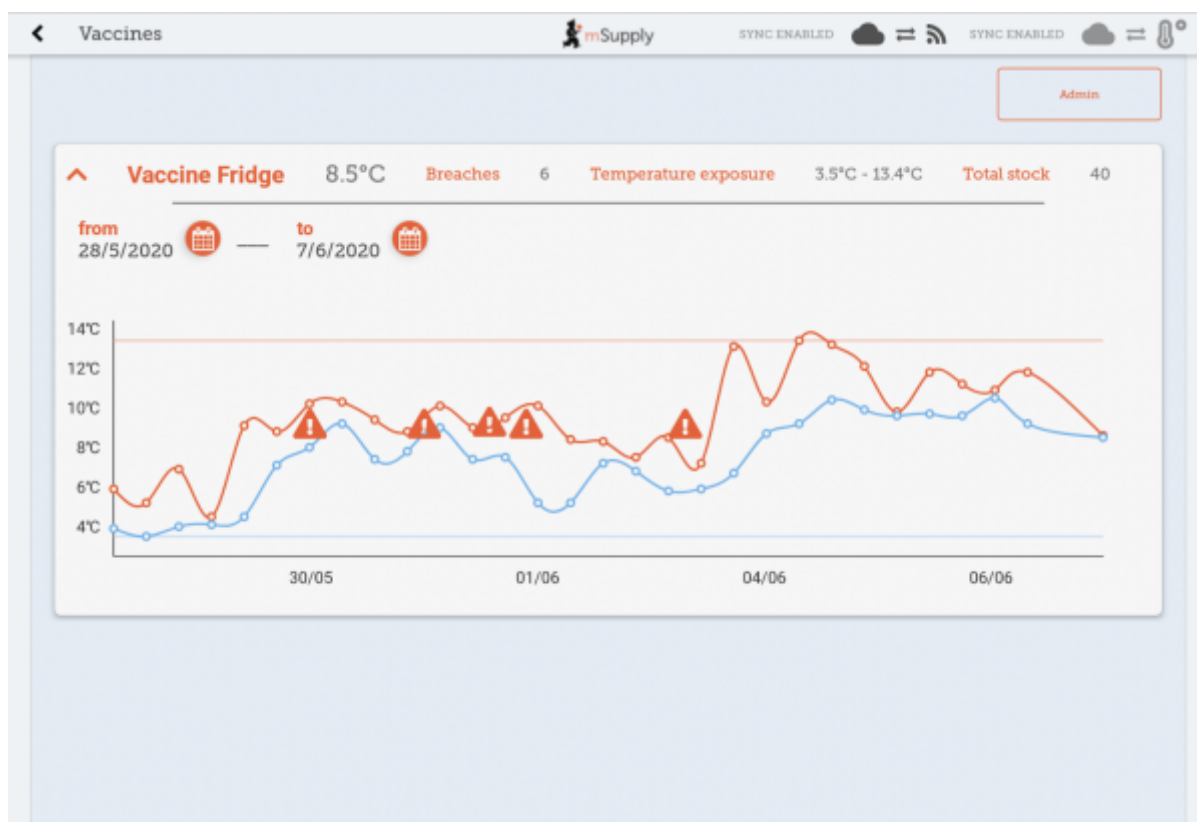 Vaccines mSupply SYNC ENABLED SYNC ENABLED
Admin
Vaccine Fridge 8.5°C Breaches 6 Temperature exposure 3.5°C - 13.4°C Total stock 40
from to
28/5/2020 7/6/2020
14°C
12°C
10°C
8°C
6°C
4°C
30/05 01/06 04/06 06/06